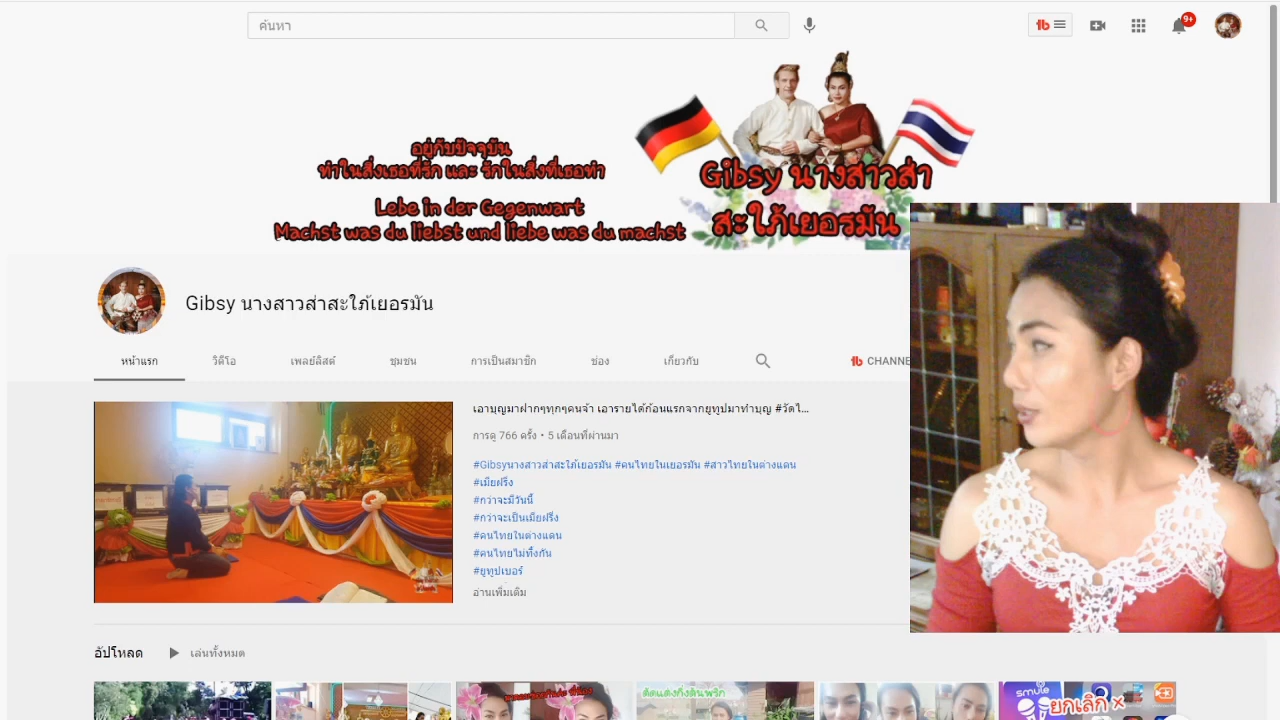 ค้นหา
9+
อยู่กับปัจจุบัน
ทำในสิ่งเธอที่รัก และ รักในสิ่งที่เธอทำ
Lebe in der Gegenwart
Machst was du liebst und liebe was du machst
Gibsy นางสาวส่า
สะใภ้เยอรมัน
Gibsy นางสาวส่าสะใภ้เยอรมัน
หน้าแรก
วิดีโอ
เพลย์ลิสต์
ชุมชน
การเป็นสมาชิก
ช่อง
เกี่ยวกับ
CHANNE
เอาบุญมาฝากๆทุกๆคนจ้า เอารายได้ก้อนแรกจากยูทูปมาทำบุญ #วัดไ...
การดู 766 ครั้ง • 5 เดือนที่ผ่านมา
#Gibsyนางสาวส่าสะใภ้เยอรมัน #คนไทยในเยอรมัน #สาวไทยในต่างแดน
#เมียฝรั่ง
#กว่าจะมีวันนี้
#กว่าจะเป็นเมียฝรั่ง
#คนไทยในต่างแดน
#คนไทยไม่ทิ้งกัน
#ยูทูปเบอร์
อ่านเพิ่มเติม
อัปโหลด
เล่นทั้งหมด
ตัดแต่งกิ่งต้นพริก
smule
ยกเลิก